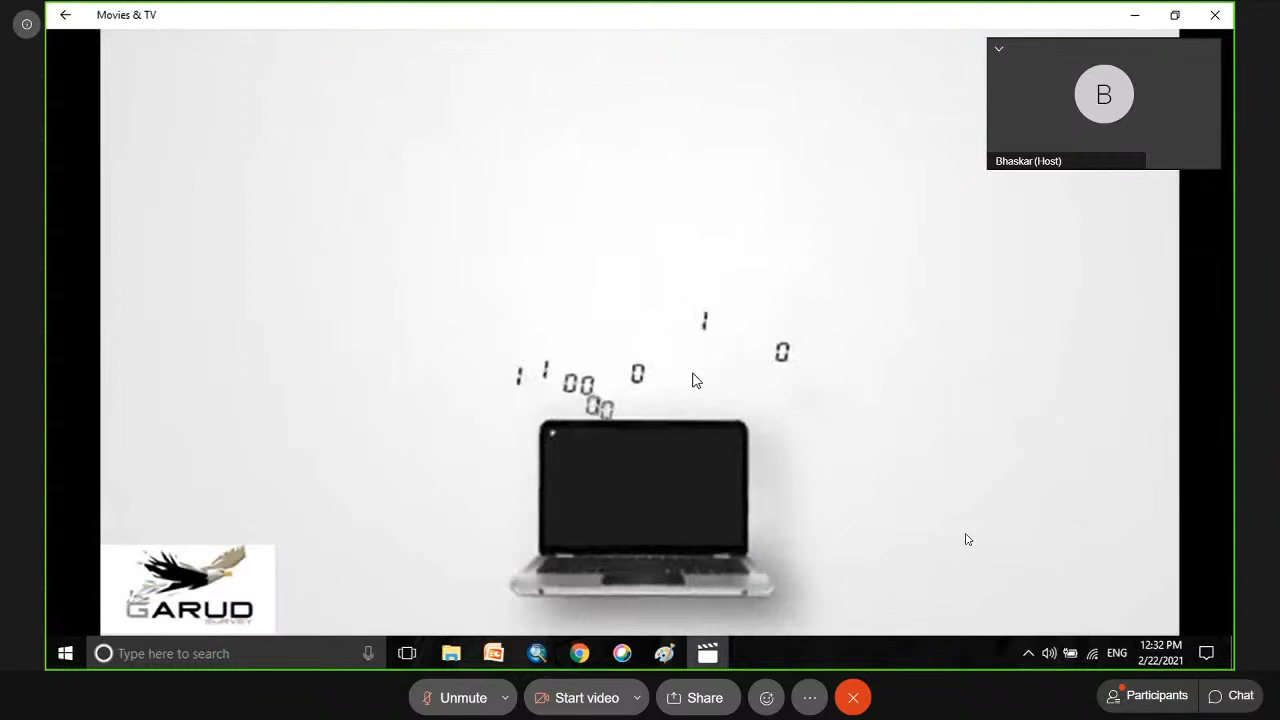 Movies & TV
B
Bhaskar (Host)
1
0
1 1 00 0
00
GARUD
SURVEY
Type here to search
ENG
12:32 PM
2/22/2021
Unmute
Start video
Share
Participants
Chat